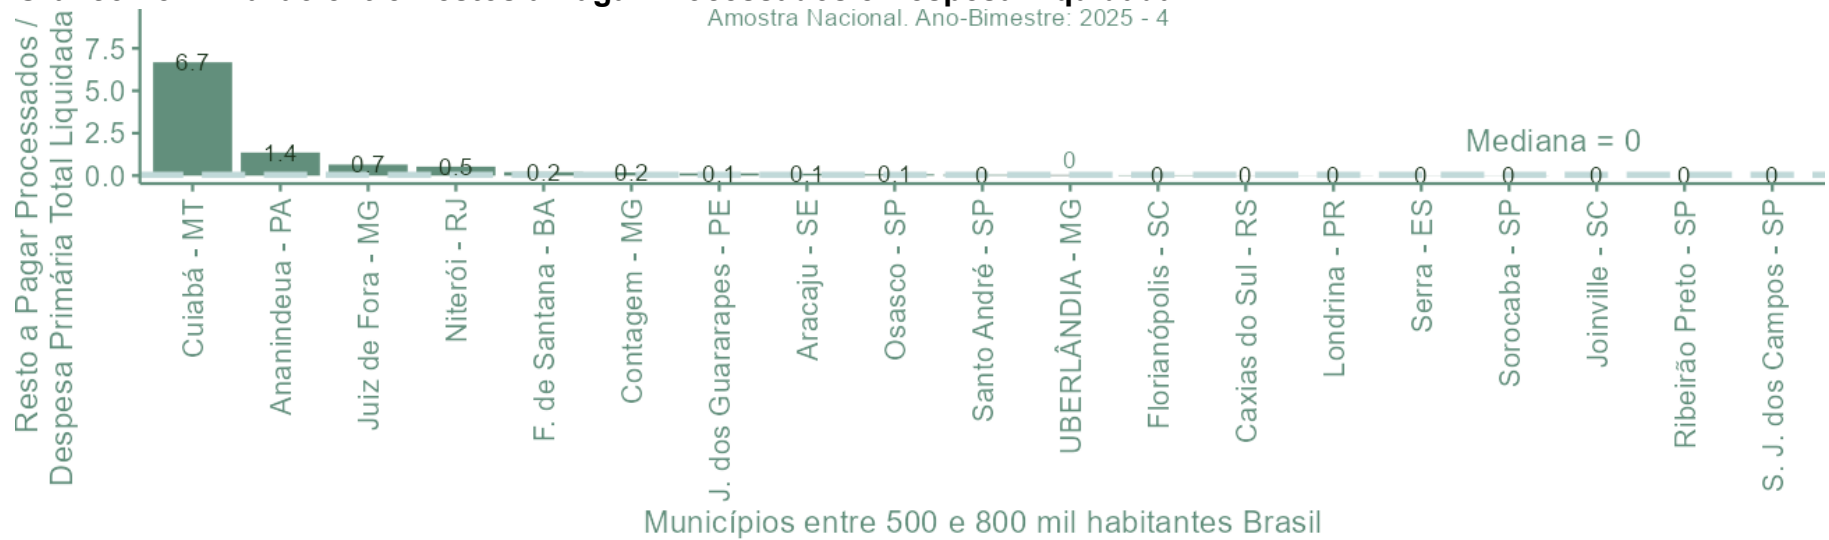 Amostra Nacional. Ano-Bimestre: 2025 - 4
Resto a Pagar Processados /
Despesa Primária Total Liquidada
7.5
5.0
2.5
0.0
6.7
1.4
0.7
0.5
0.2
0.2
0.1
0.1
0.1
0
0
0
0
0
0
0
0
0
0
Mediana = 0
Cuiabá - MT
Ananindeua - PA
Juiz de Fora - MG
Niterói - RJ
F. de Santana - BA
Contagem - MG
J. dos Guararapes - PE
Aracaju - SE
Osasco - SP
Santo André - SP
UBERLÂNDIA - MG
Florianópolis - SC
Caxias do Sul - RS
Londrina - PR
Serra - ES
Sorocaba - SP
Joinville - SC
Ribeirão Preto - SP
S. J. dos Campos - SP
Municípios entre 500 e 800 mil habitantes Brasil